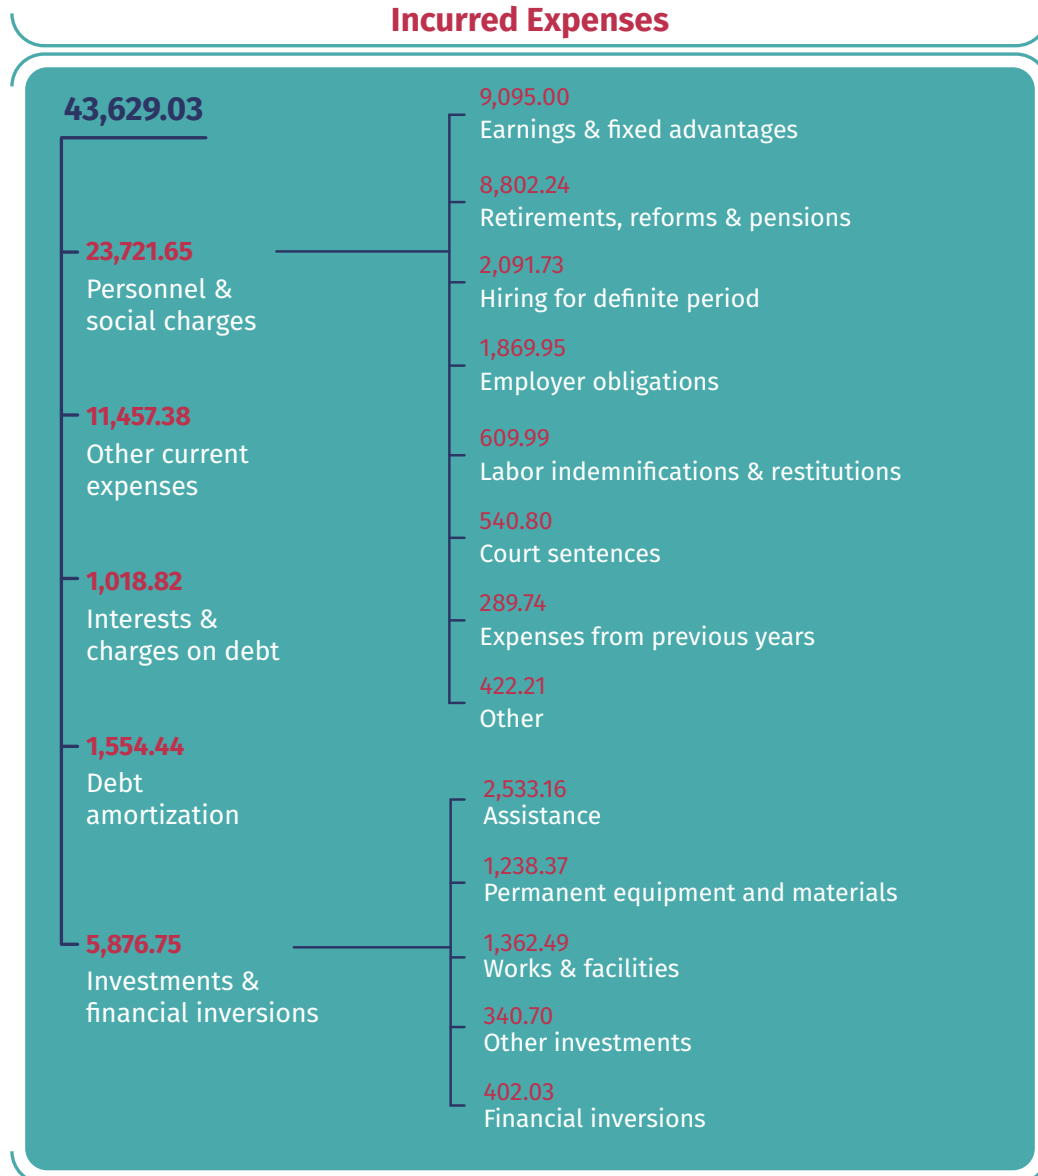 Incurred Expenses
43,629.03
23,721.65
Personnel &
social charges
9,095.00
Earnings & fixed advantages
8,802.24
Retirements, reforms & pensions
2,091.73
Hiring for definite period
1,869.95
Employer obligations
609.99
Labor indemnifications & restitutions
540.80
Court sentences
289.74
Expenses from previous years
422.21
Other
11,457.38
Other current
expenses
1,018.82
Interests &
charges on debt
1,554.44
Debt
amortization
5,876.75
Investments &
financial inversions
2,533.16
Assistance
1,238.37
Permanent equipment and materials
1,362.49
Works & facilities
340.70
Other investments
402.03
Financial inversions